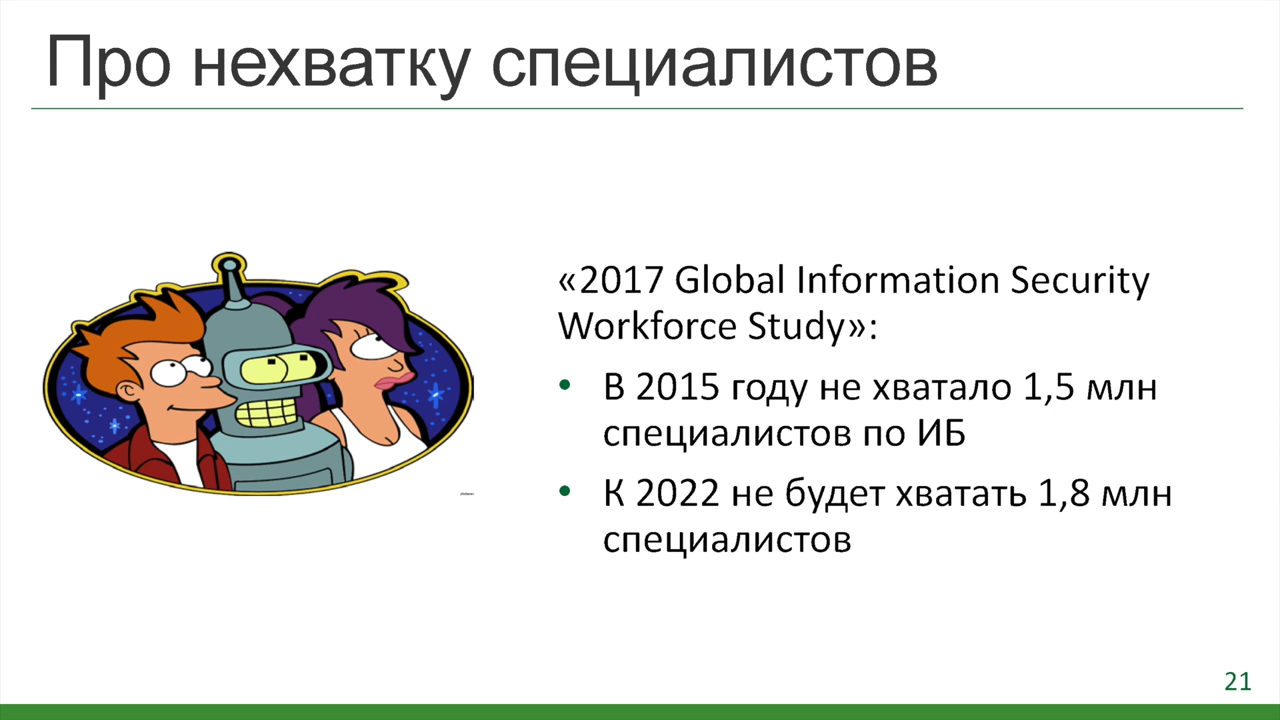 Про нехватку специалистов
«2017 Global Information Security
Workforce Study»:
• В 2015 году не хватало 1,5 млн
специалистов по ИБ
• К 2022 не будет хватать 1,8 млн
специалистов
21